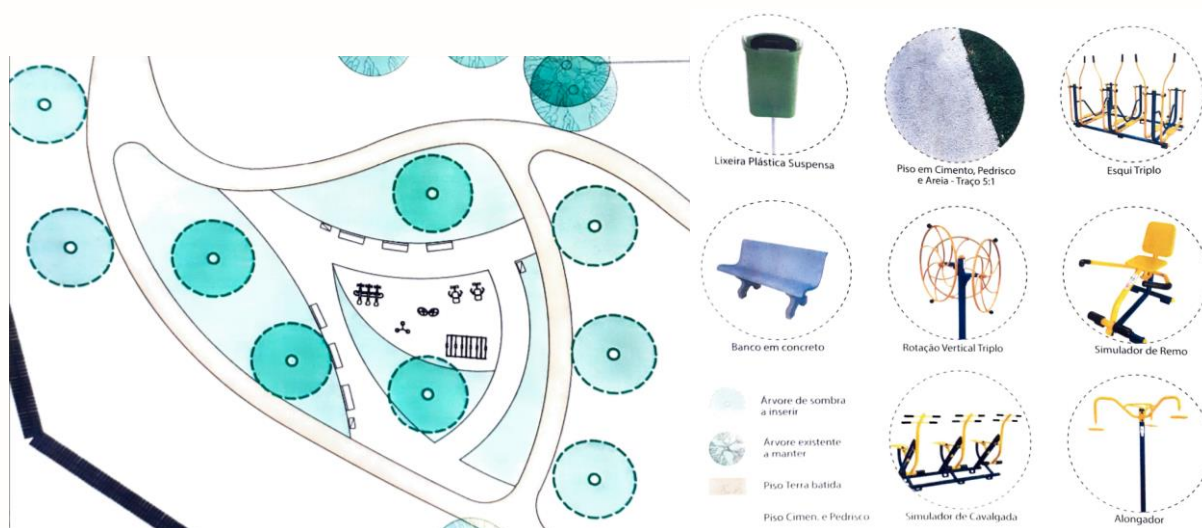 Lixeira Plástica Suspensa
Piso em Cimento, Pedrisco
e Areia - Traço 5:1
Esqui Triplo
Banco em concreto
Rotação Vertical Triplo
Simulador de Remo
Árvore de sombra
a inserir
Árvore existente
a manter
Piso Terra batida
Piso Cimen. e Pedrisco
Simulador de Cavalgada
Alongador